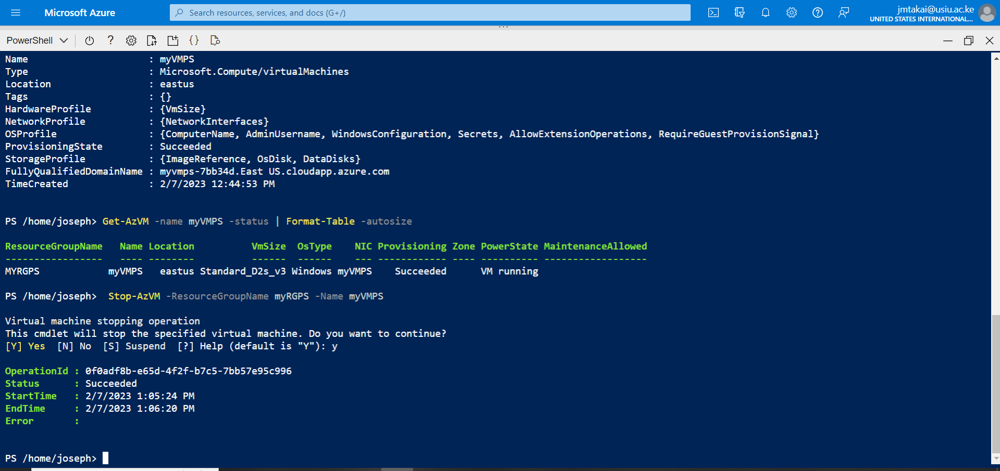 Microsoft Azure
Search resources, services, and docs (G+/)
jmtakai@usiu.ac.ke
UNITED STATES INTERNATIONAL...
PowerShell
Name : myVMPS
Type : Microsoft.Compute/virtualMachines
Location : eastus
Tags : {}
HardwareProfile : {VmSize}
NetworkProfile : {NetworkInterfaces}
OSProfile : {ComputerName, AdminUsername, WindowsConfiguration, Secrets, AllowExtensionOperations, RequireGuestProvisionSignal}
ProvisioningState : Succeeded
StorageProfile : {ImageReference, OsDisk, DataDisks}
FullyQualifiedDomainName : myvmps-7bb34d.East US.cloudapp.azure.com
TimeCreated : 2/7/2023 12:44:53 PM
PS /home/joseph> Get-AzVM -name myVMPS -status | Format-Table -autosize
ResourceGroupName Name Location VmSize OsType NIC Provisioning Zone PowerState MaintenanceAllowed
----------------- ---- -------- ------ ------ --- ------------ ---- ---------- ------------------
MYRGPS myVMPS eastus Standard_D2s_v3 Windows myVMPS Succeeded VM running
PS /home/joseph> Stop-AzVM -ResourceGroupName myRGPS -Name myVMPS
Virtual machine stopping operation
This cmdlet will stop the specified virtual machine. Do you want to continue?
[Y] Yes [N] No [S] Suspend [?] Help (default is "Y"): y
OperationId : 0f0adf8b-e65d-4f2f-b7c5-7bb57e95c996
Status : Succeeded
StartTime : 2/7/2023 1:05:24 PM
EndTime : 2/7/2023 1:06:20 PM
Error :
PS /home/joseph>